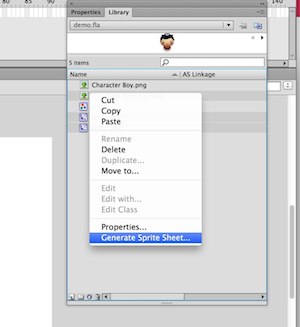 80 85 90 95
140
Properties Library
demo.fla
5 items
Name AS Linkage
Character Boy.png
Cut
Copy
Paste
Rename
Delete
Duplicate...
Move to...
Edit
Edit with...
Edit Class
Properties...
Generate Sprite Sheet...